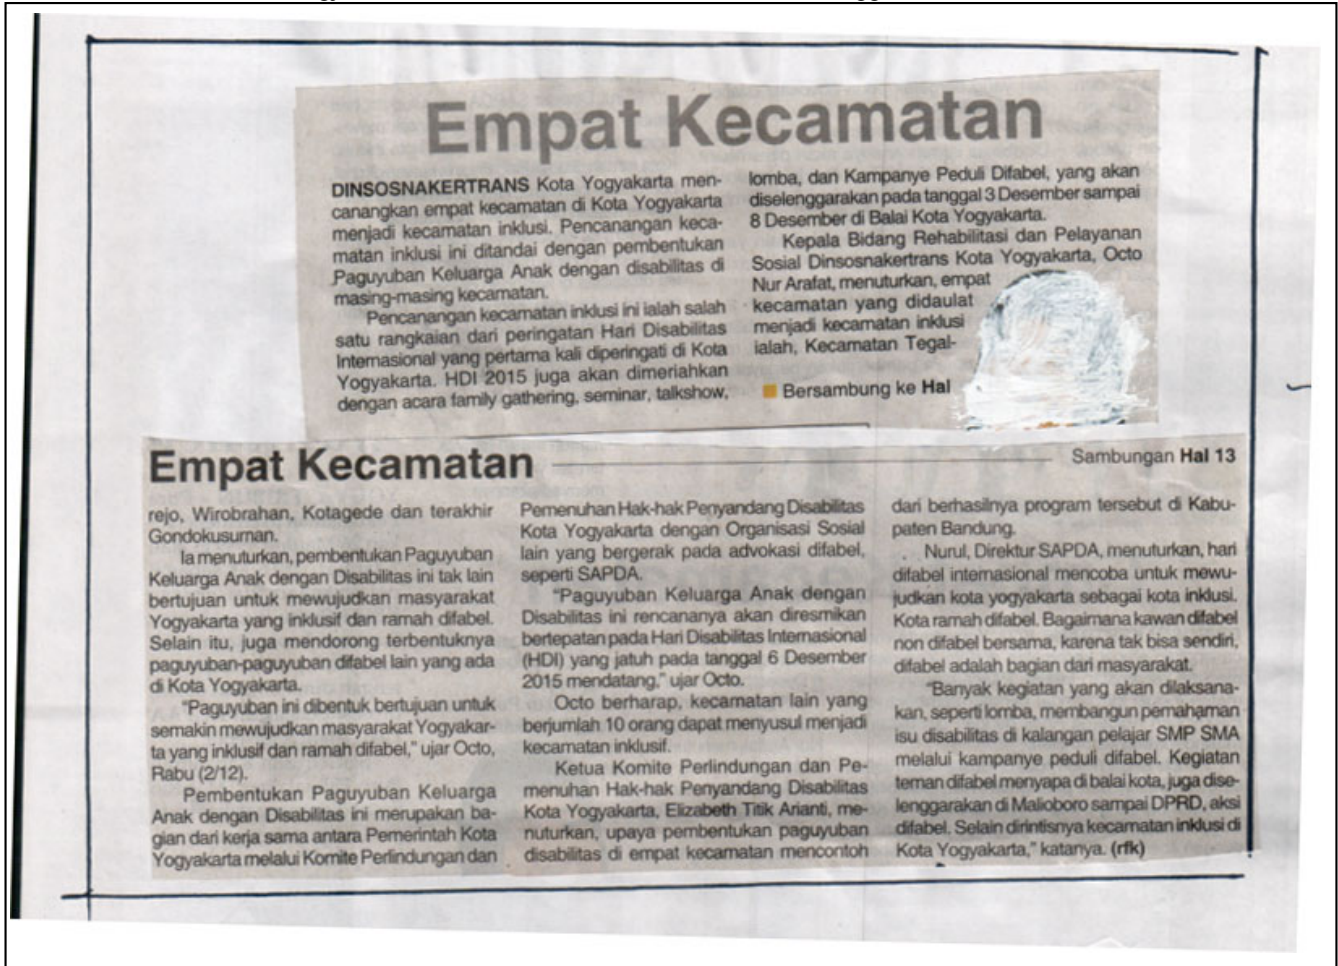 Empat Kecamatan
DINSOSNAKERTRANS Kota Yogyakarta men-
canangkan empat kecamatan di Kota Yogyakarta
menjadi kecamatan inklusi. Pencanangan keca-
matan inklusi ini ditandai dengan pembentukan
Paguyuban Keluarga Anak dengan disabilitas di
masing-masing kecamatan.
Pencanangan kecamatan inklusi ini ialah salah
satu rangkaian dari peringatan Hari Disabilitas
Internasional yang pertama kali diperingati di Kota
Yogyakarta. HDI 2015 juga akan dimeriahkan
dengan acara family gathering, seminar, talkshow,
lomba, dan Kampanye Peduli Difabel, yang akan
diselenggarakan pada tanggal 3 Desember sampai
8 Desember di Balai Kota Yogyakarta.
Kepala Bidang Rehabilitasi dan Pelayanan
Sosial Dinsosnakertrans Kota Yogyakarta, Octo
Nur Arafat, menuturkan, empat
kecamatan yang didaulat
menjadi kecamatan inklusi
ialah, Kecamatan Tegal-
Bersambung ke Hal
Empat Kecamatan
Sambungan Hal 13
rejo, Wirobrahan, Kotagede dan terakhir
Gondokusuman.
Ia menuturkan, pembentukan Paguyuban
Keluarga Anak dengan Disabilitas ini tak lain
bertujuan untuk mewujudkan masyarakat
Yogyakarta yang inklusif dan ramah difabel.
Selain itu, juga mendorong terbentuknya
paguyuban-paguyuban difabel lain yang ada
di Kota Yogyakarta.
"Paguyuban ini dibentuk bertujuan untuk
semakin mewujudkan masyarakat Yogyakar-
ta yang inklusif dan ramah difabel," ujar Octo,
Rabu (2/12).
Pembentukan Paguyuban Keluarga
Anak dengan Disabilitas ini merupakan ba-
gian dari kerja sama antara Pemerintah Kota
Yogyakarta melalui Komite Perlindungan dan
Pemenuhan Hak-hak Penyandang Disabilitas
Kota Yogyakarta dengan Organisasi Sosial
lain yang bergerak pada advokasi difabel,
seperti SAPDA.
"Paguyuban Keluarga Anak dengan
Disabilitas ini rencananya akan diresmikan
bertepatan pada Hari Disabilitas Internasional
(HDI) yang jatuh pada tanggal 6 Desember
2015 mendatang," ujar Octo.
Octo berharap, kecamatan lain yang
berjumlah 10 orang dapat menyusul menjadi
kecamatan inklusif.
Ketua Komite Perlindungan dan Pe-
menuhan Hak-hak Penyandang Disabilitas
Kota Yogyakarta, Elizabeth Titik Arianti, me-
nuturkan, upaya pembentukan paguyuban
disabilitas di empat kecamatan mencontoh
dari berhasilnya program tersebut di Kabu-
paten Bandung.
Nurul, Direktur SAPDA, menuturkan, hari
difabel internasional mencoba untuk mewu-
judkan kota yogyakarta sebagai kota inklusi.
Kota ramah difabel. Bagaimana kawan difabel
non difabel bersama, karena tak bisa sendiri,
difabel adalah bagian dari masyarakat.
"Banyak kegiatan yang akan dilaksana-
kan, seperti lomba, membangun pemahaman
isu disabilitas di kalangan pelajar SMP SMA
melalui kampanye peduli difabel. Kegiatan
teman difabel menyapa di balai kota, juga dise-
lenggarakan di Malioboro sampai DPRD, aksi
difabel. Selain dirintisnya kecamatan inklusi di
Kota Yogyakarta," katanya. (rfk)